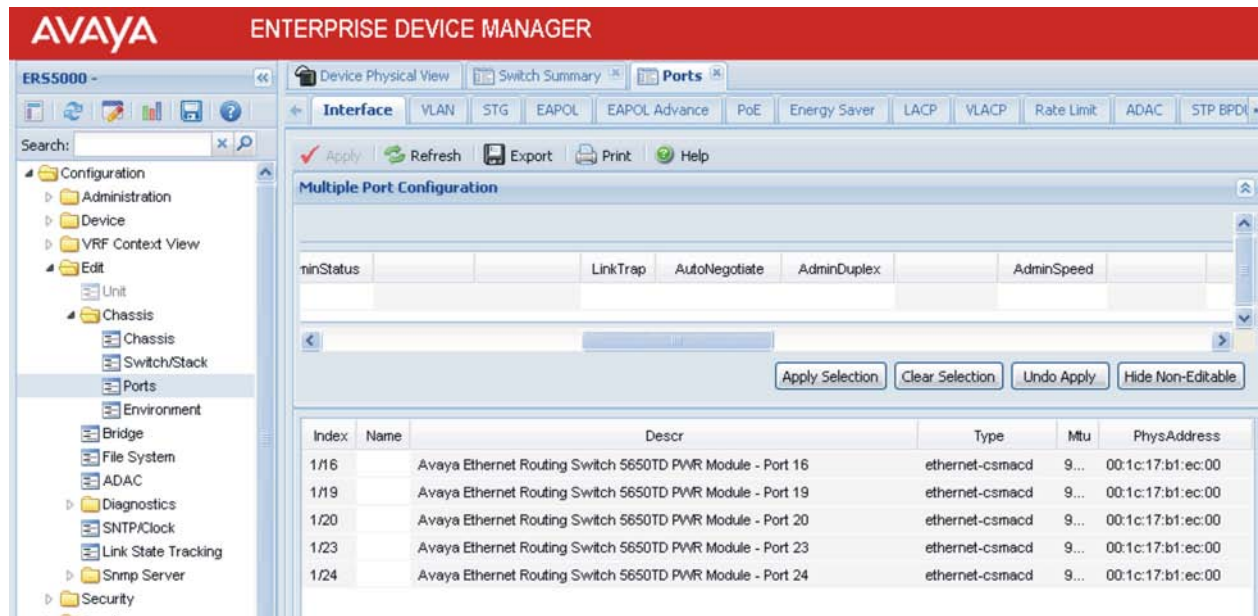 AVAYA ENTERPRISE DEVICE MANAGER
ERS5000 -
Search:
Configuration
Administration
Device
VRF Context View
Edit
Unit
Chassis
Chassis
Switch/Stack
Ports
Environment
Bridge
File System
ADAC
Diagnostics
SNTP/Clock
Link State Tracking
Snmp Server
Security
Device Physical View Switch Summary Ports
Interface VLAN STG EAPOL EAPOL Advance PoE Energy Saver LACP VLACP Rate Limit ADAC STP BPDU
Apply Refresh Export Print Help
Multiple Port Configuration
minStatus LinkTrap AutoNegotiate AdminDuplex AdminSpeed
Apply Selection Clear Selection Undo Apply Hide Non-Editable
Index Name Descr Type Mtu PhysAddress
1/16 Avaya Ethernet Routing Switch 5650TD PWR Module - Port 16 ethernet-csmacd 9... 00:1c:17:b1:ec:00
1/19 Avaya Ethernet Routing Switch 5650TD PWR Module - Port 19 ethernet-csmacd 9... 00:1c:17:b1:ec:00
1/20 Avaya Ethernet Routing Switch 5650TD PWR Module - Port 20 ethernet-csmacd 9... 00:1c:17:b1:ec:00
1/23 Avaya Ethernet Routing Switch 5650TD PWR Module - Port 23 ethernet-csmacd 9... 00:1c:17:b1:ec:00
1/24 Avaya Ethernet Routing Switch 5650TD PWR Module - Port 24 ethernet-csmacd 9... 00:1c:17:b1:ec:00